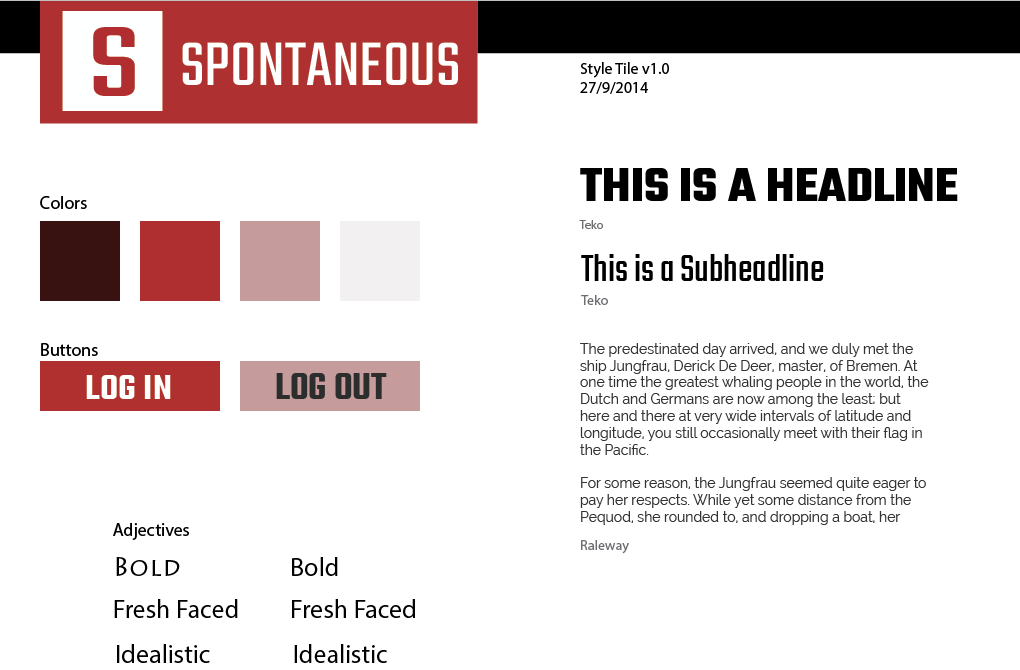 S
SPONTANEOUS
Style Tile v1.0
27/9/2014
Colors
Buttons
LOG IN
LOG OUT
Adjectives
BOLD
Bold
Fresh Faced
Fresh Faced
Idealistic
Idealistic
THIS IS A HEADLINE
Teko
This is a Subheadline
Teko
The predestinated day arrived, and we duly met the
ship Jungfrau, Derick De Deer, master, of Bremen. At
one time the greatest whaling people in the world, the
Dutch and Germans are now among the least; but
here and there at very wide intervals of latitude and
longitude, you still occasionally meet with their flag in
the Pacific.
For some reason, the Jungfrau seemed quite eager to
pay her respects. While yet some distance from the
Pequod, she rounded to, and dropping a boat, her
Raleway